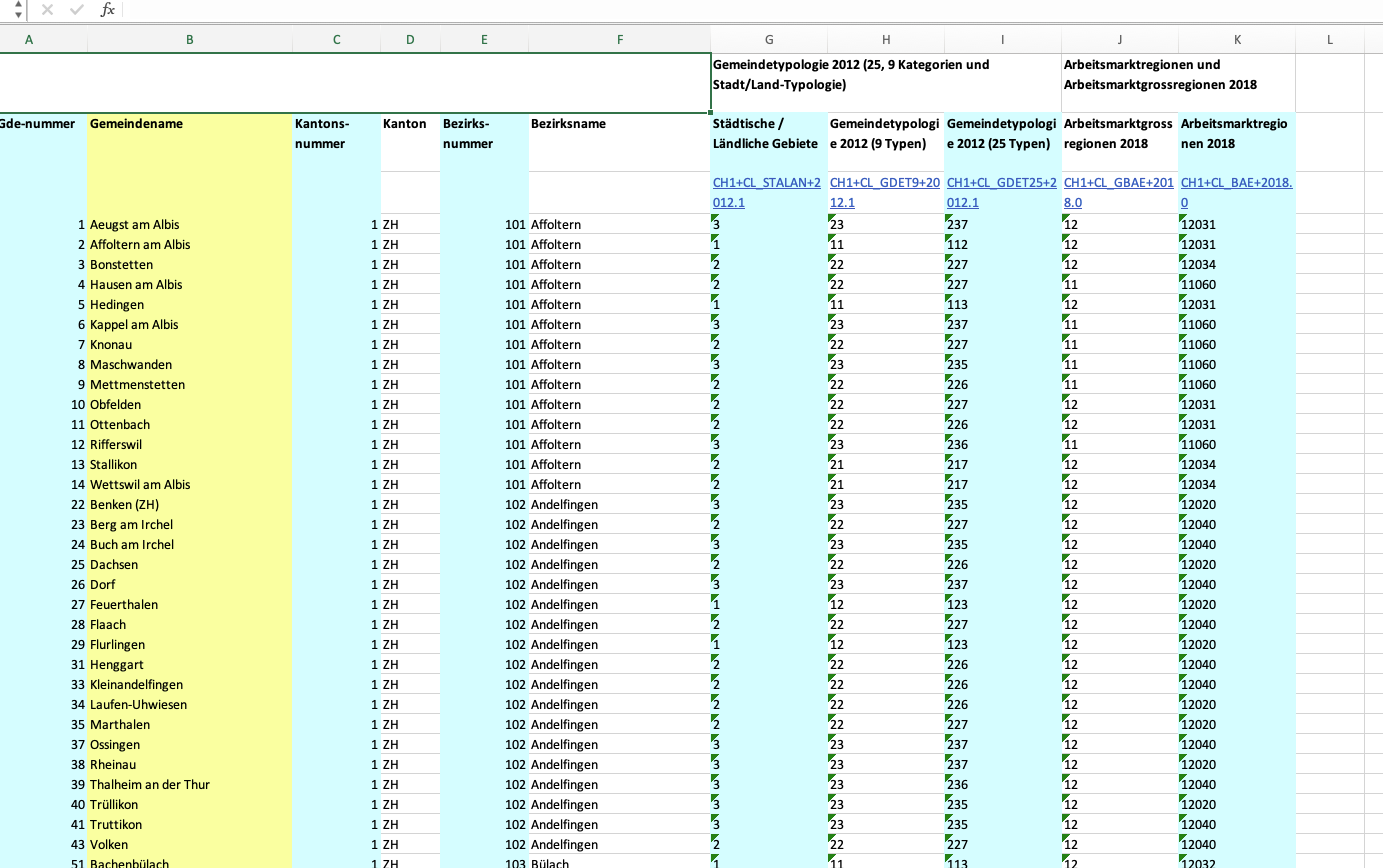 fx
A B C D E F G H I J K L
Gemeindetypologie 2012 (25, 9 Kategorien und
Stadt/Land-Typologie)
Arbeitsmarktregionen und
Arbeitsmarktgrossregionen 2018
Gde-nummer Gemeindename Kantons- Kanton Bezirks- Bezirksname Städtische / Gemeindetypologi Gemeindetypologi Arbeitsmarktgross Arbeitsmarktregio
nummer nummer Ländliche Gebiete e 2012 (9 Typen) e 2012 (25 Typen) regionen 2018 nen 2018
CH1+CL_STALAN+2 CH1+CL_GDET9+20 CH1+CL_GDET25+2 CH1+CL_GBAE+201 CH1+CL_BAE+2018.
012.1 12.1 012.1 8.0 0
1 Aeugst am Albis 1 ZH 101 Affoltern 3 23 237 12 12031
2 Affoltern am Albis 1 ZH 101 Affoltern 1 11 112 12 12031
3 Bonstetten 1 ZH 101 Affoltern 2 22 227 12 12034
4 Hausen am Albis 1 ZH 101 Affoltern 2 22 227 11 11060
5 Hedingen 1 ZH 101 Affoltern 1 11 113 12 12031
6 Kappel am Albis 1 ZH 101 Affoltern 3 23 237 11 11060
7 Knonau 1 ZH 101 Affoltern 2 22 227 11 11060
8 Maschwanden 1 ZH 101 Affoltern 3 23 235 11 11060
9 Mettmenstetten 1 ZH 101 Affoltern 2 22 226 11 11060
10 Obfelden 1 ZH 101 Affoltern 2 22 227 12 12031
11 Ottenbach 1 ZH 101 Affoltern 2 22 226 12 12031
12 Rifferswil 1 ZH 101 Affoltern 3 23 236 11 11060
13 Stallikon 1 ZH 101 Affoltern 2 21 217 12 12034
14 Wettswil am Albis 1 ZH 101 Affoltern 2 21 217 12 12034
22 Benken (ZH) 1 ZH 102 Andelfingen 3 23 235 12 12020
23 Berg am Irchel 1 ZH 102 Andelfingen 2 22 227 12 12040
24 Buch am Irchel 1 ZH 102 Andelfingen 3 23 235 12 12040
25 Dachsen 1 ZH 102 Andelfingen 2 22 226 12 12020
26 Dorf 1 ZH 102 Andelfingen 3 23 237 12 12040
27 Feuerthalen 1 ZH 102 Andelfingen 1 12 123 12 12020
28 Flaach 1 ZH 102 Andelfingen 2 22 227 12 12040
29 Flurlingen 1 ZH 102 Andelfingen 1 12 123 12 12020
31 Henggart 1 ZH 102 Andelfingen 2 22 226 12 12040
33 Kleinandelfingen 1 ZH 102 Andelfingen 2 22 226 12 12040
34 Laufen-Uhwiesen 1 ZH 102 Andelfingen 2 22 226 12 12020
35 Marthalen 1 ZH 102 Andelfingen 2 22 227 12 12020
37 Ossingen 1 ZH 102 Andelfingen 3 23 237 12 12040
38 Rheinau 1 ZH 102 Andelfingen 3 23 237 12 12020
39 Thalheim an der Thur 1 ZH 102 Andelfingen 3 23 236 12 12040
40 Trüllikon 1 ZH 102 Andelfingen 3 23 235 12 12020
41 Truttikon 1 ZH 102 Andelfingen 3 23 235 12 12040
43 Volken 1 ZH 102 Andelfingen 2 22 227 12 12040
51 Bachenbülach 1 ZH 103 Bülach 1 11 113 12 12032